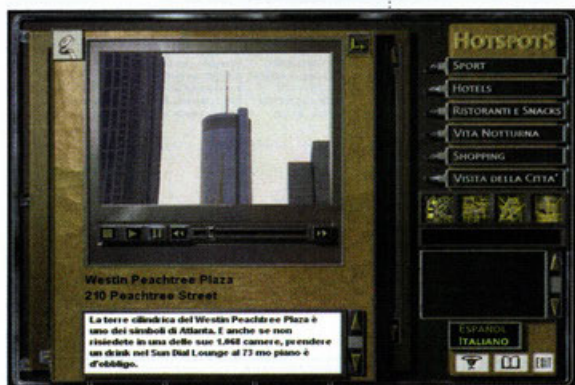 HOTSPOTS
SPORT
HOTELS
RISTORANTI E SNACKS
VITA NOTTURNA
SHOPPING
VISITA DELLA CITTA'
Westin Peachtree Plaza
210 Peachtree Street
La torre cilindrica del Westin Peachtree Plaza è
uno dei simboli di Atlanta. E anche se non
risiedete in una delle sue 1.068 camere, prendere
un drink nel Sun Dial Lounge al 73 mo piano è
d'obbligo.
ESPAÑOL
ITALIANO
EXIT